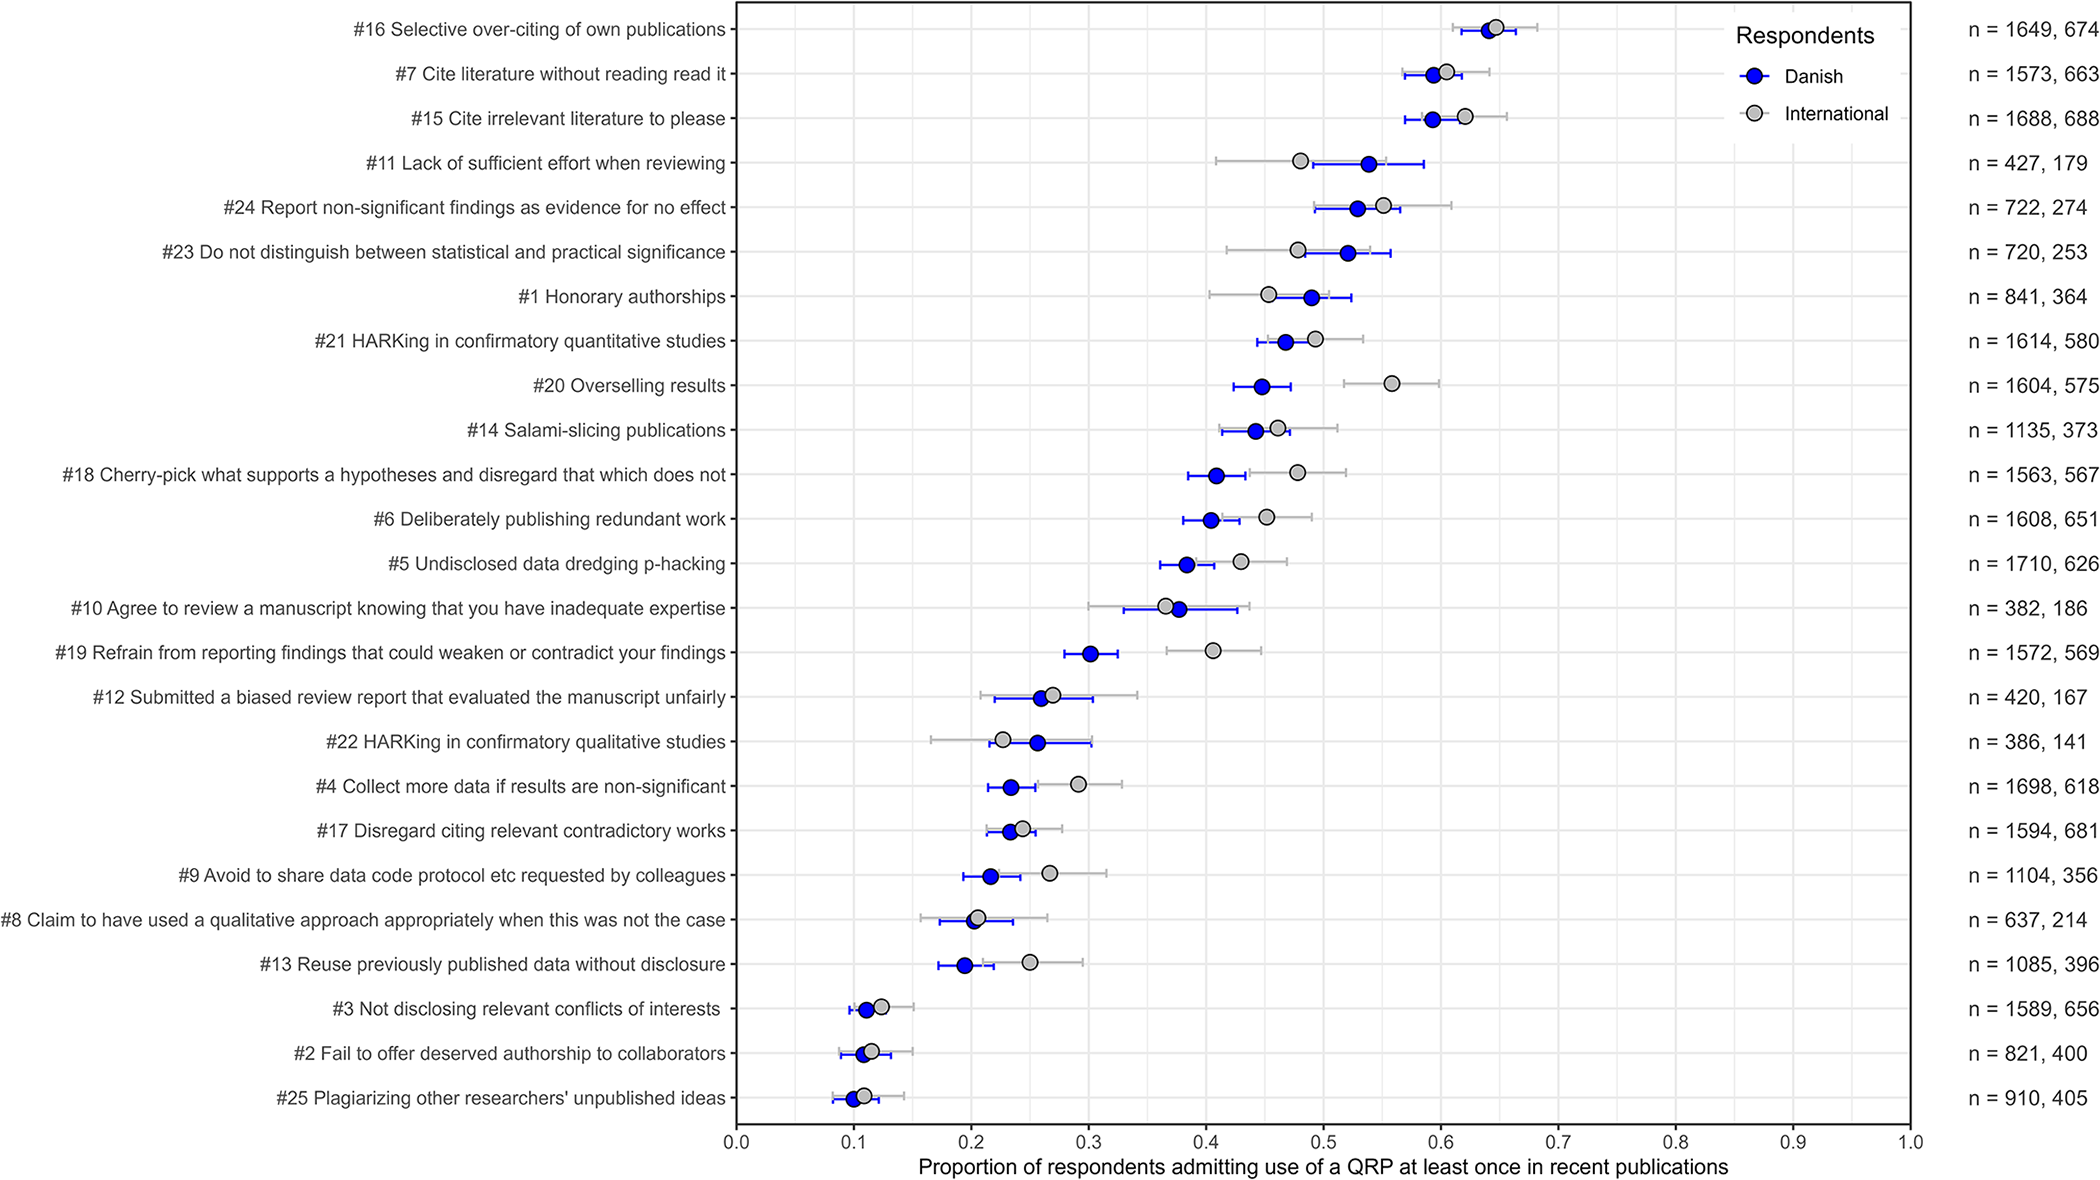 #16 Selective over-citing of own publications n = 1649, 674
#7 Cite literature without reading read it n = 1573, 663
#15 Cite irrelevant literature to please n = 1688, 688
#11 Lack of sufficient effort when reviewing n = 427, 179
#24 Report non-significant findings as evidence for no effect n = 722, 274
#23 Do not distinguish between statistical and practical significance n = 720, 253
#1 Honorary authorships n = 841, 364
#21 HARKing in confirmatory quantitative studies n = 1614, 580
#20 Overselling results n = 1604, 575
#14 Salami-slicing publications n = 1135, 373
#18 Cherry-pick what supports a hypotheses and disregard that which does not n = 1563, 567
#6 Deliberately publishing redundant work n = 1608, 651
#5 Undisclosed data dredging p-hacking n = 1710, 626
#10 Agree to review a manuscript knowing that you have inadequate expertise n = 382, 186
#19 Refrain from reporting findings that could weaken or contradict your findings n = 1572, 569
#12 Submitted a biased review report that evaluated the manuscript unfairly n = 420, 167
#22 HARKing in confirmatory qualitative studies n = 386, 141
#4 Collect more data if results are non-significant n = 1698, 618
#17 Disregard citing relevant contradictory works n = 1594, 681
#9 Avoid to share data code protocol etc requested by colleagues n = 1104, 356
#8 Claim to have used a qualitative approach appropriately when this was not the case n = 637, 214
#13 Reuse previously published data without disclosure n = 1085, 396
#3 Not disclosing relevant conflicts of interests n = 1589, 656
#2 Fail to offer deserved authorship to collaborators n = 821, 400
#25 Plagiarizing other researchers' unpublished ideas n = 910, 405
Respondents
Danish
International
0.0 0.1 0.2 0.3 0.4 0.5 0.6 0.7 0.8 0.9 1.0
Proportion of respondents admitting use of a QRP at least once in recent publications